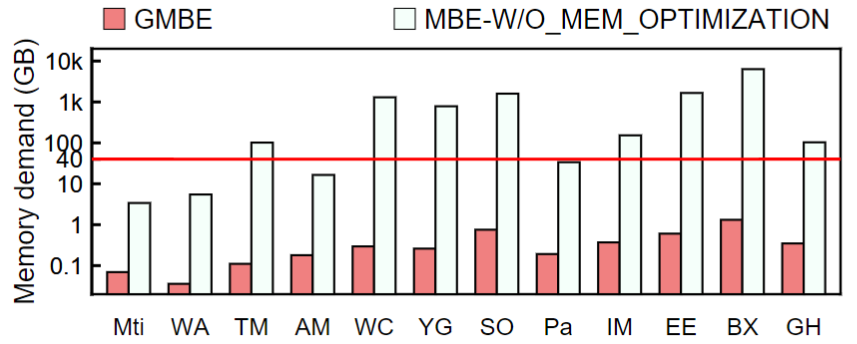 GMBE MBE-W/O_MEM_OPTIMIZATION
Memory demand (GB)
10k
1k
100
40
10
1
0.1
Mti WA TM AM WC YG SO Pa IM EE BX GH